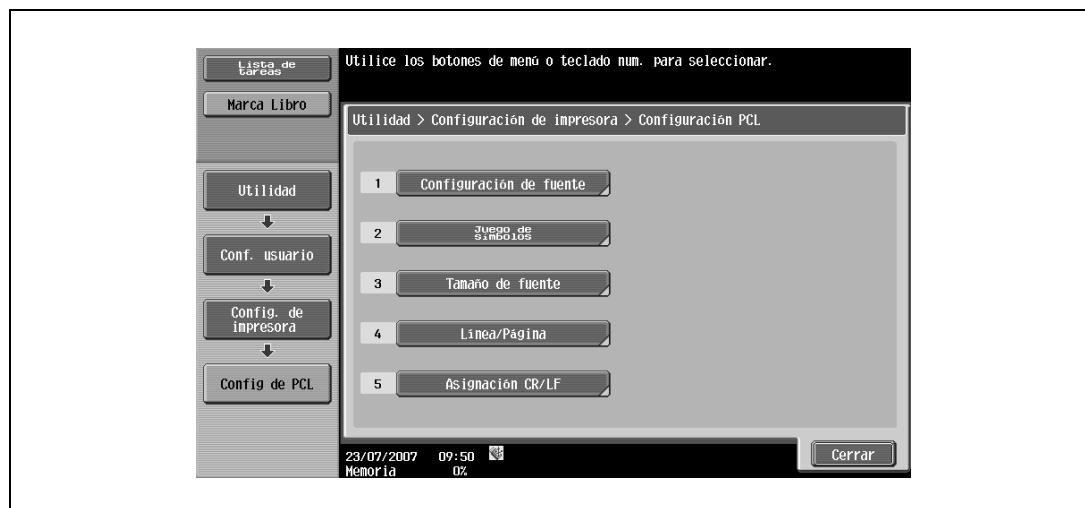 Lista de
tareas
Utilice los botones de menú o teclado num. para seleccionar.
Marca Libro
Utilidad > Configuración de impresora > Configuración PCL
Utilidad
Conf. usuario
Config. de
impresora
Config de PCL
1 Configuración de fuente
2 Juego de
símbolos
3 Tamaño de fuente
4 Línea/Página
5 Asignación CR/LF
23/07/2007 09:50
Memoria 0%
Cerrar